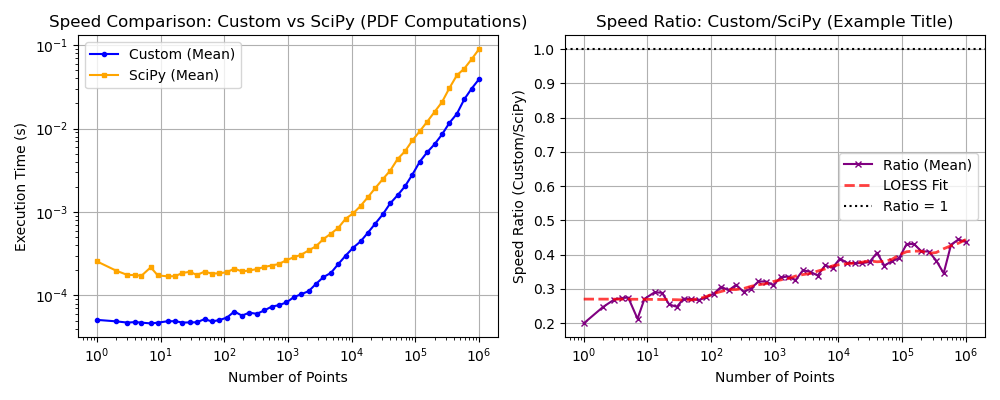 Speed Comparison: Custom vs SciPy (PDF Computations)
Custom (Mean)
SciPy (Mean)
10⁻¹
10⁻²
10⁻³
10⁻⁴
Execution Time (s)
10⁰
10¹
10²
10³
10⁴
10⁵
10⁶
Number of Points
Speed Ratio: Custom/SciPy (Example Title)
1.0
0.9
0.8
0.7
0.6
0.5
0.4
0.3
0.2
Speed Ratio (Custom/SciPy)
Ratio (Mean)
LOESS Fit
Ratio = 1
10⁰
10¹
10²
10³
10⁴
10⁵
10⁶
Number of Points